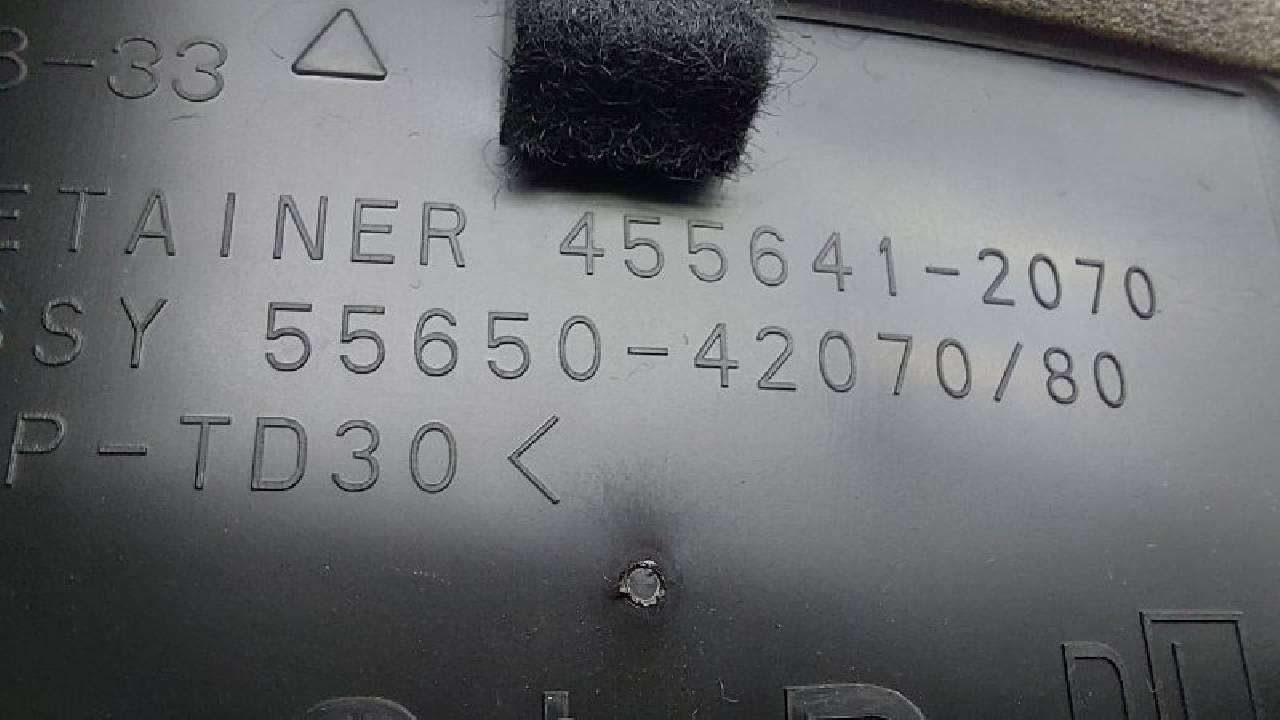 3-33 △
ETAINER 455641-2070
SSY 55650-42070/80
P-TD30<